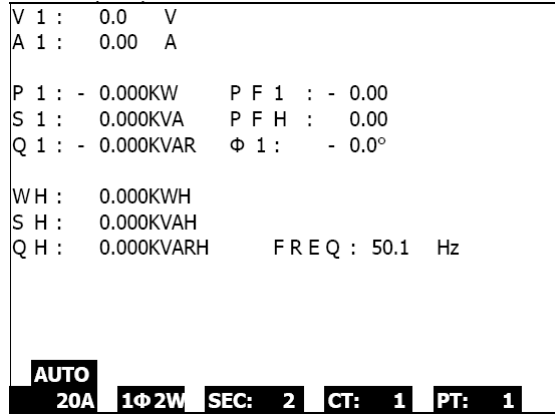 V 1 : 0.0 V
A 1 : 0.00 A
P 1 : - 0.000KW P F 1 : - 0.00
S 1 : 0.000KVA P F H : 0.00
Q 1 : - 0.000KVAR Φ 1 : - 0.0°
W H : 0.000KWH
S H : 0.000KVAH
Q H : 0.000KVARH F R E Q : 50.1 Hz
AUTO
20A 1Φ2W SEC: 2 CT: 1 PT: 1